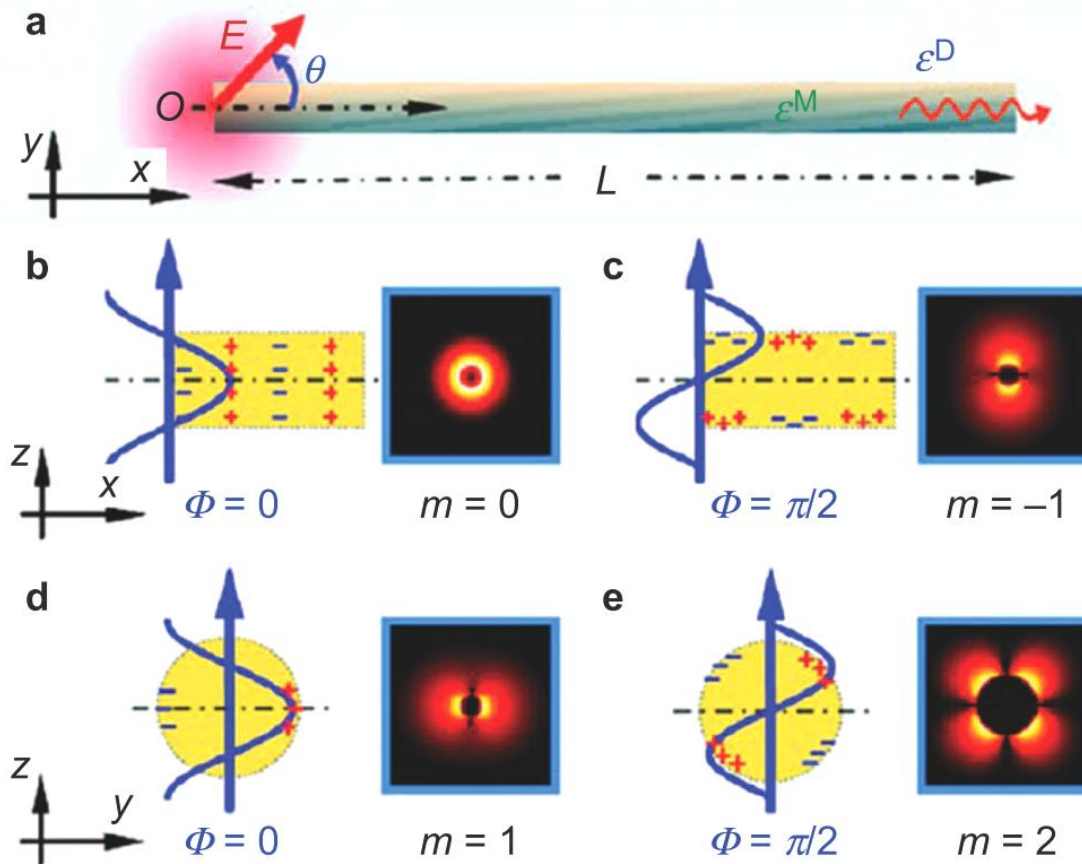 a
E
θ
ε^D
O
ε^M
y
x
L
b
c
z
x
Φ = 0
m = 0
Φ = π/2
m = –1
d
e
z
y
Φ = 0
m = 1
Φ = π/2
m = 2